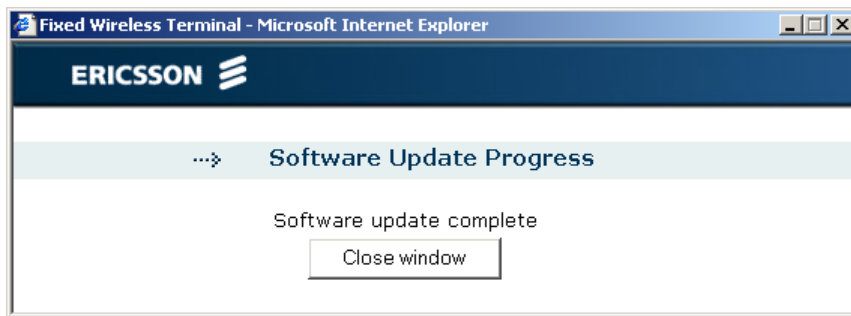 Fixed Wireless Terminal - Microsoft Internet Explorer
ERICSSON
Software Update Progress
Software update complete
Close window